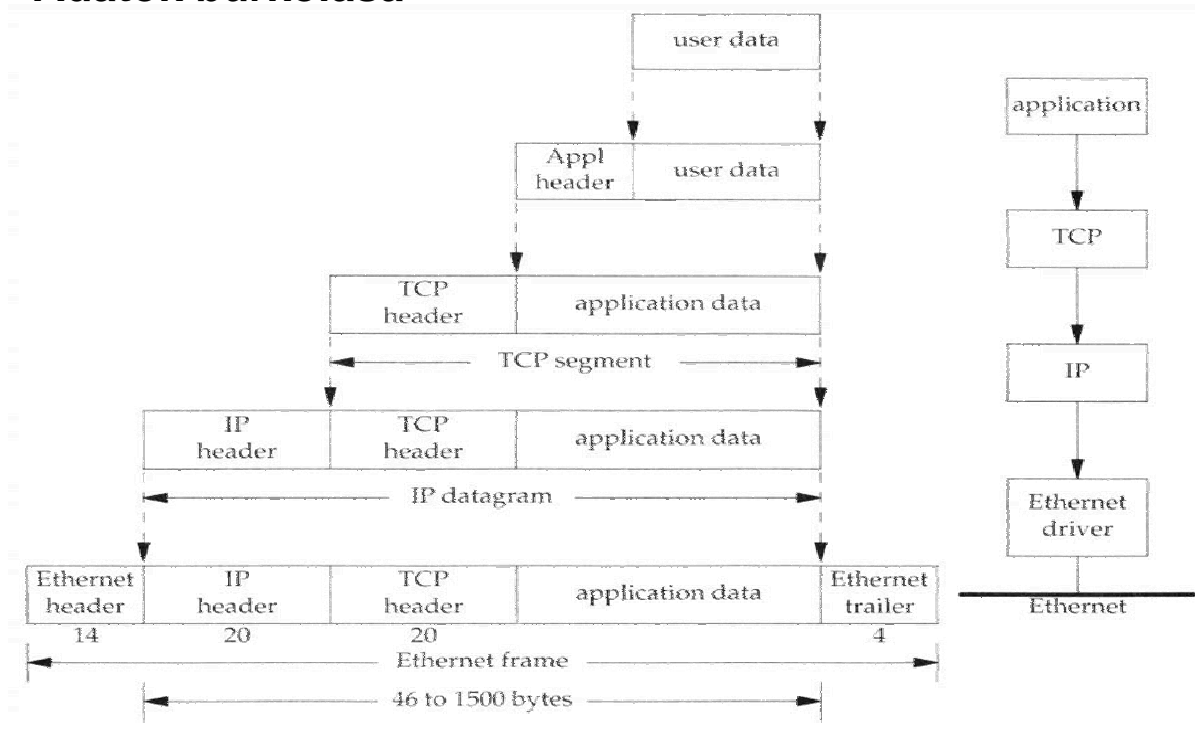 user data
application
Appl
header
user data
TCP
TCP
header
application data
TCP segment
IP
IP
header
TCP
header
application data
IP datagram
Ethernet
driver
Ethernet
header
IP
header
TCP
header
application data
Ethernet
trailer
Ethernet
14
20
20
4
Ethernet frame
46 to 1500 bytes